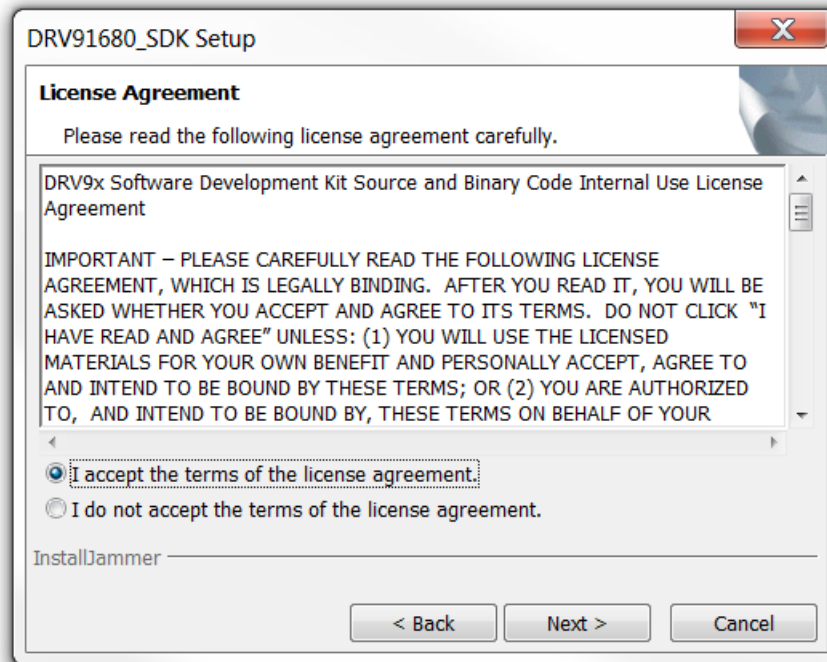 DRV91680_SDK Setup
License Agreement
Please read the following license agreement carefully.
DRV9x Software Development Kit Source and Binary Code Internal Use License
Agreement
IMPORTANT – PLEASE CAREFULLY READ THE FOLLOWING LICENSE
AGREEMENT, WHICH IS LEGALLY BINDING.  AFTER YOU READ IT, YOU WILL BE
ASKED WHETHER YOU ACCEPT AND AGREE TO ITS TERMS.  DO NOT CLICK  “I
HAVE READ AND AGREE” UNLESS: (1) YOU WILL USE THE LICENSED
MATERIALS FOR YOUR OWN BENEFIT AND PERSONALLY ACCEPT, AGREE TO
AND INTEND TO BE BOUND BY THESE TERMS; OR (2) YOU ARE AUTHORIZED
TO,  AND INTEND TO BE BOUND BY, THESE TERMS ON BEHALF OF YOUR
I accept the terms of the license agreement.
I do not accept the terms of the license agreement.
InstallJammer
< Back
Next >
Cancel